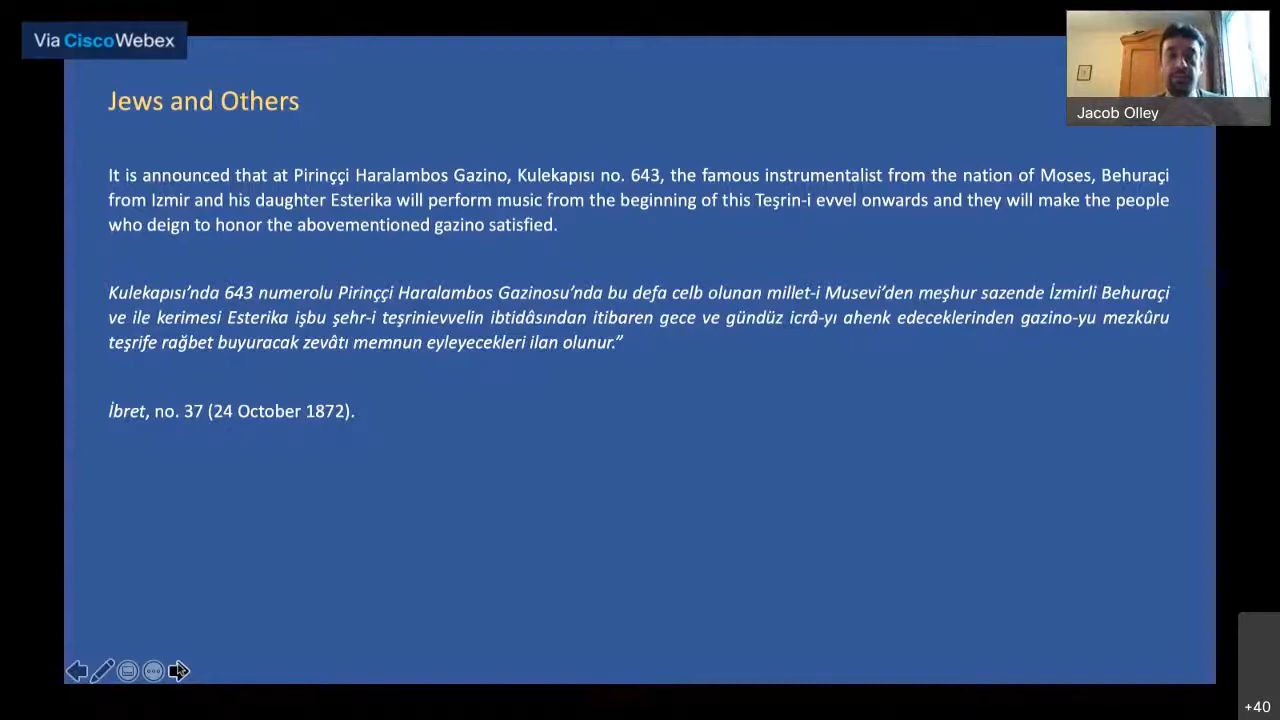 Via CiscoWebex
Jacob Olley
Jews and Others
It is announced that at Pirinççi Haralambos Gazino, Kulekapısı no. 643, the famous instrumentalist from the nation of Moses, Behuraçi
from Izmir and his daughter Esterika will perform music from the beginning of this Teşrin-i evvel onwards and they will make the people
who deign to honor the abovementioned gazino satisfied.
Kulekapısı’nda 643 numerolu Pirinççi Haralambos Gazinosu’nda bu defa celb olunan millet-i Musevi’den meşhur sazende İzmirli Behuraçi
ve ile kerimesi Esterika işbu şehr-i teşrinievvelin ibtidâsından itibaren gece ve gündüz icrâ-yı ahenk edeceklerinden gazino-yu mezkûru
teşrife rağbet buyuracak zevâtı memnun eyleyecekleri ilan olunur.”
İbret, no. 37 (24 October 1872).
+40